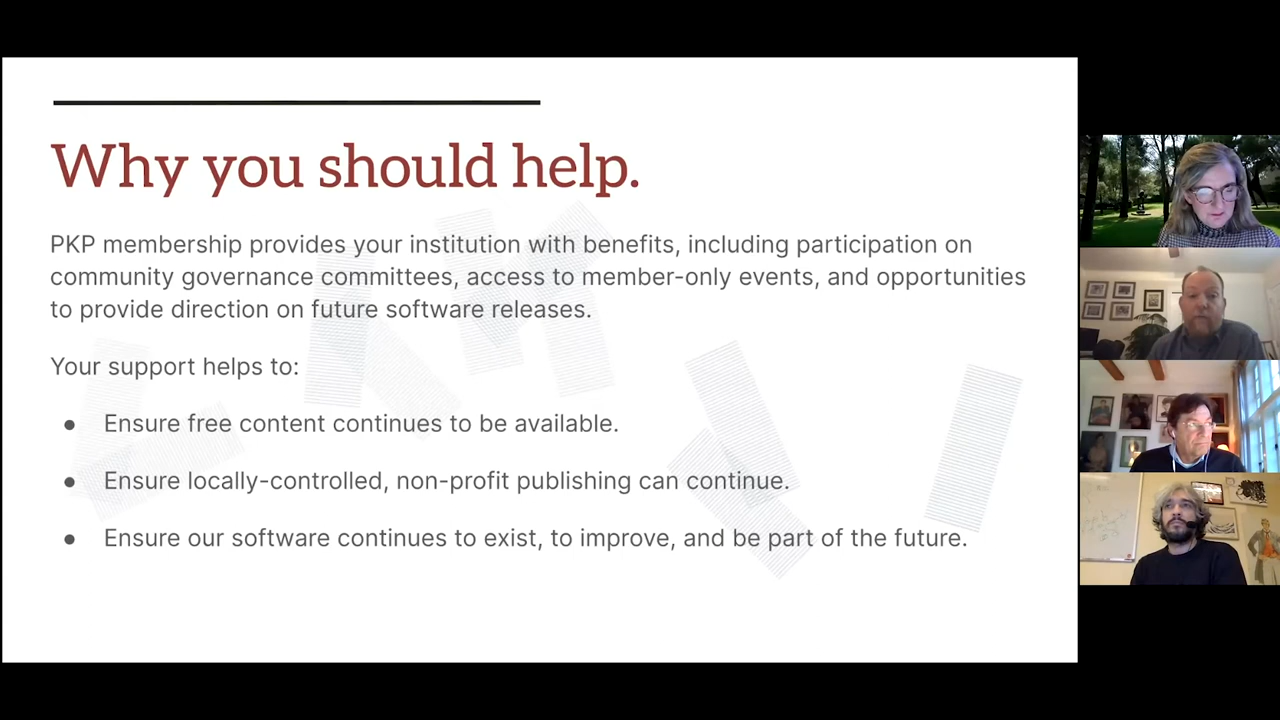 Why you should help.
PKP membership provides your institution with benefits, including participation on
community governance committees, access to member-only events, and opportunities
to provide direction on future software releases.
Your support helps to:
● Ensure free content continues to be available.
● Ensure locally-controlled, non-profit publishing can continue.
● Ensure our software continues to exist, to improve, and be part of the future.